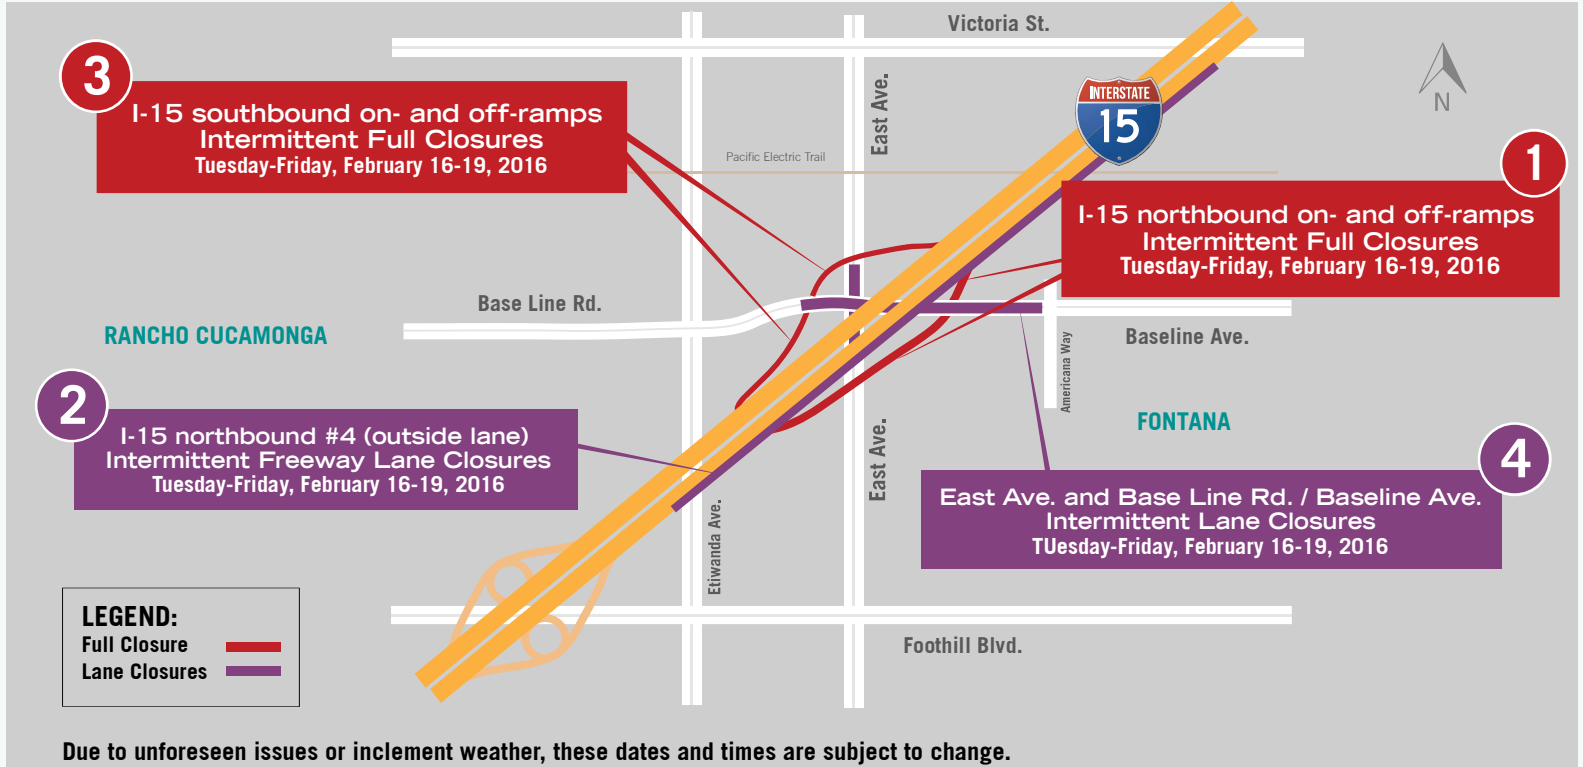 Victoria St.
3
I-15 southbound on- and off-ramps
Intermittent Full Closures
Tuesday-Friday, February 16-19, 2016
East Ave.
INTERSTATE
15
N
Pacific Electric Trail
1
I-15 northbound on- and off-ramps
Intermittent Full Closures
Tuesday-Friday, February 16-19, 2016
Base Line Rd.
RANCHO CUCAMONGA
Baseline Ave.
Americana Way
FONTANA
2
I-15 northbound #4 (outside lane)
Intermittent Freeway Lane Closures
Tuesday-Friday, February 16-19, 2016
East Ave.
4
East Ave. and Base Line Rd. / Baseline Ave.
Intermittent Lane Closures
TUesday-Friday, February 16-19, 2016
Etiwanda Ave.
LEGEND:
Full Closure
Lane Closures
Foothill Blvd.
Due to unforeseen issues or inclement weather, these dates and times are subject to change.